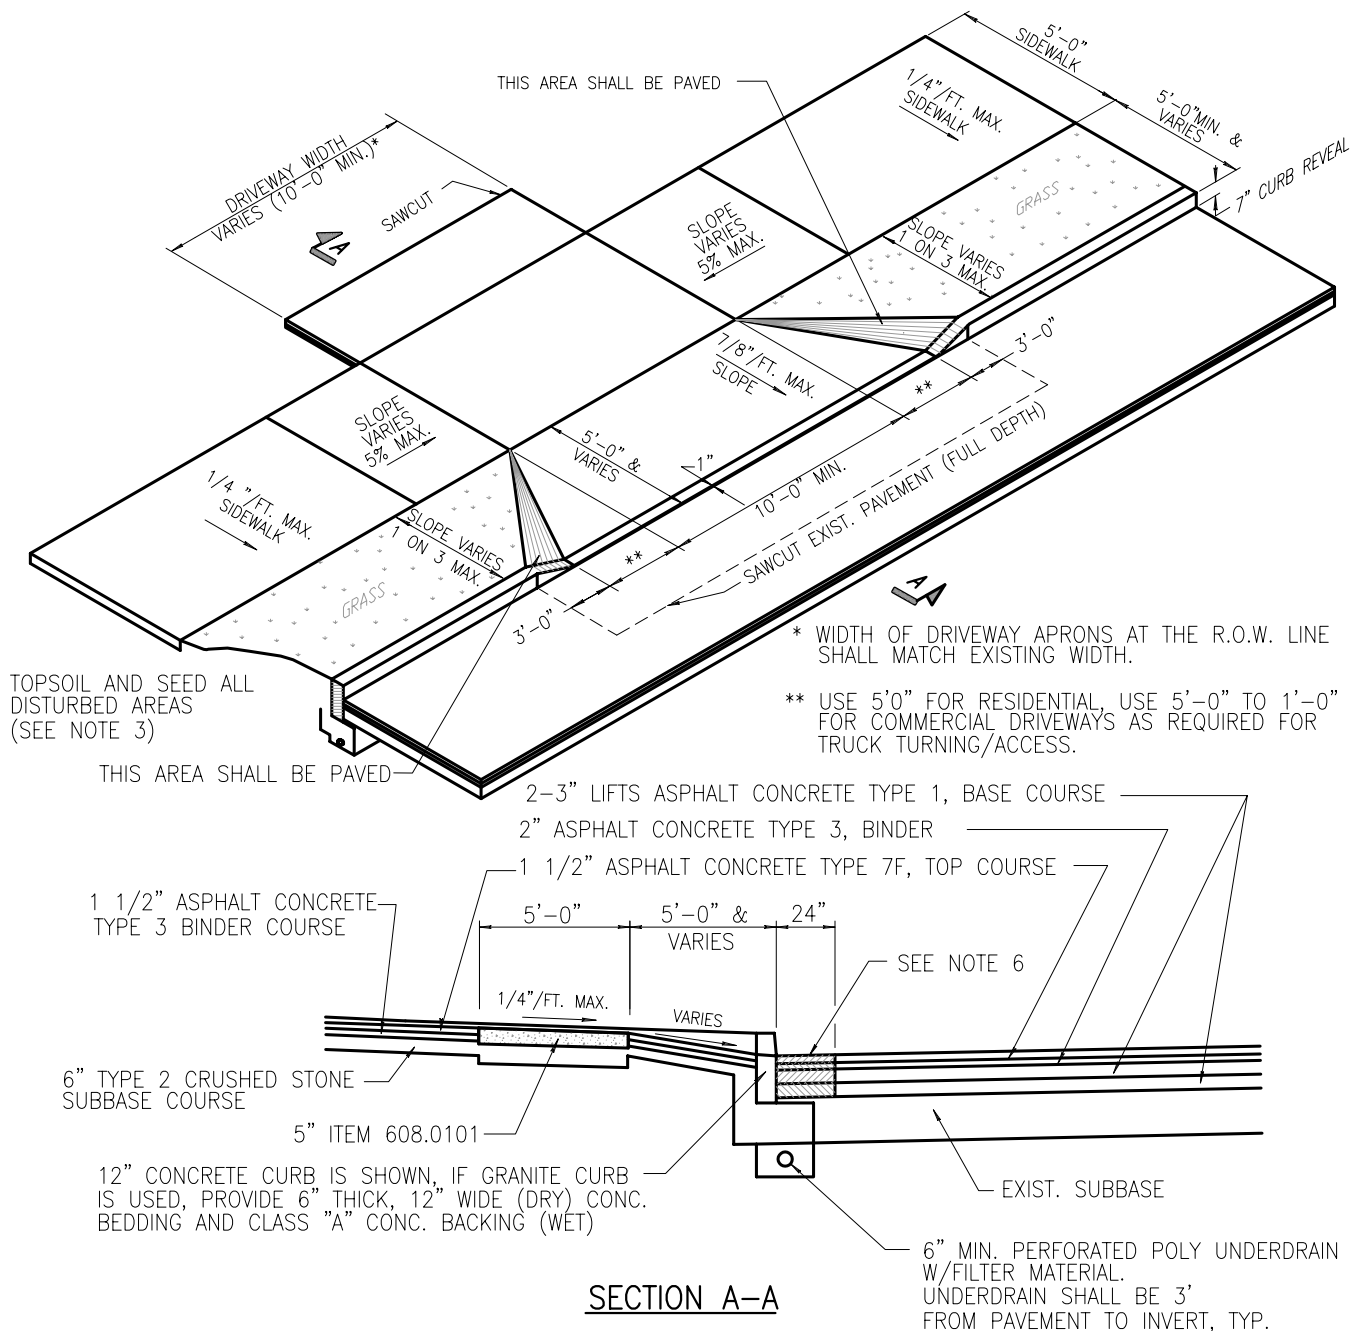 5'-0"
SIDEWALK
THIS AREA SHALL BE PAVED
1/4"/FT. MAX.
SIDEWALK
5'-0"MIN. &
VARIES
7" CURB REVEAL
DRIVEWAY WIDTH
VARIES (10'-0" MIN.)*
SAWCUT
A
GRASS
SLOPE
VARIES
5% MAX.
SLOPE VARIES
1 ON 3 MAX.
3'-0"
7/8"/FT. MAX.
SLOPE
**
SLOPE
VARIES
5% MAX.
5'-0" &
VARIES
1"
10'-0" MIN.
SAWCUT EXIST. PAVEMENT (FULL DEPTH)
1/4 "/FT. MAX.
SIDEWALK
SLOPE VARIES
1 ON 3 MAX.
**
GRASS
3'-0"
A
* WIDTH OF DRIVEWAY APRONS AT THE R.O.W. LINE
SHALL MATCH EXISTING WIDTH.
TOPSOIL AND SEED ALL
DISTURBED AREAS
(SEE NOTE 3)
** USE 5'0" FOR RESIDENTIAL, USE 5'-0" TO 1'-0"
FOR COMMERCIAL DRIVEWAYS AS REQUIRED FOR
TRUCK TURNING/ACCESS.
THIS AREA SHALL BE PAVED
2-3" LIFTS ASPHALT CONCRETE TYPE 1, BASE COURSE
2" ASPHALT CONCRETE TYPE 3, BINDER
1 1/2" ASPHALT CONCRETE TYPE 7F, TOP COURSE
1 1/2" ASPHALT CONCRETE
TYPE 3 BINDER COURSE
5'-0"
5'-0" &
VARIES
24"
SEE NOTE 6
1/4"/FT. MAX.
VARIES
6" TYPE 2 CRUSHED STONE
SUBBASE COURSE
5" ITEM 608.0101
12" CONCRETE CURB IS SHOWN, IF GRANITE CURB
IS USED, PROVIDE 6" THICK, 12" WIDE (DRY) CONC.
BEDDING AND CLASS "A" CONC. BACKING (WET)
EXIST. SUBBASE
6" MIN. PERFORATED POLY UNDERDRAIN
W/FILTER MATERIAL.
UNDERDRAIN SHALL BE 3'
FROM PAVEMENT TO INVERT, TYP.
SECTION A-A